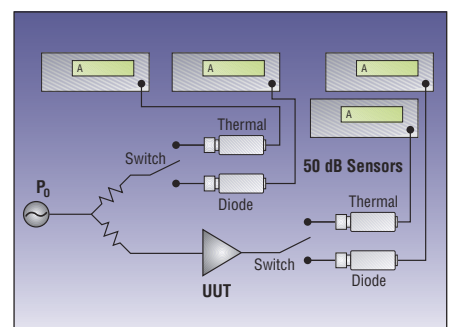 A
A
A
A
Thermal
Switch
50 dB Sensors
P0
Diode
Thermal
Switch
Diode
UUT